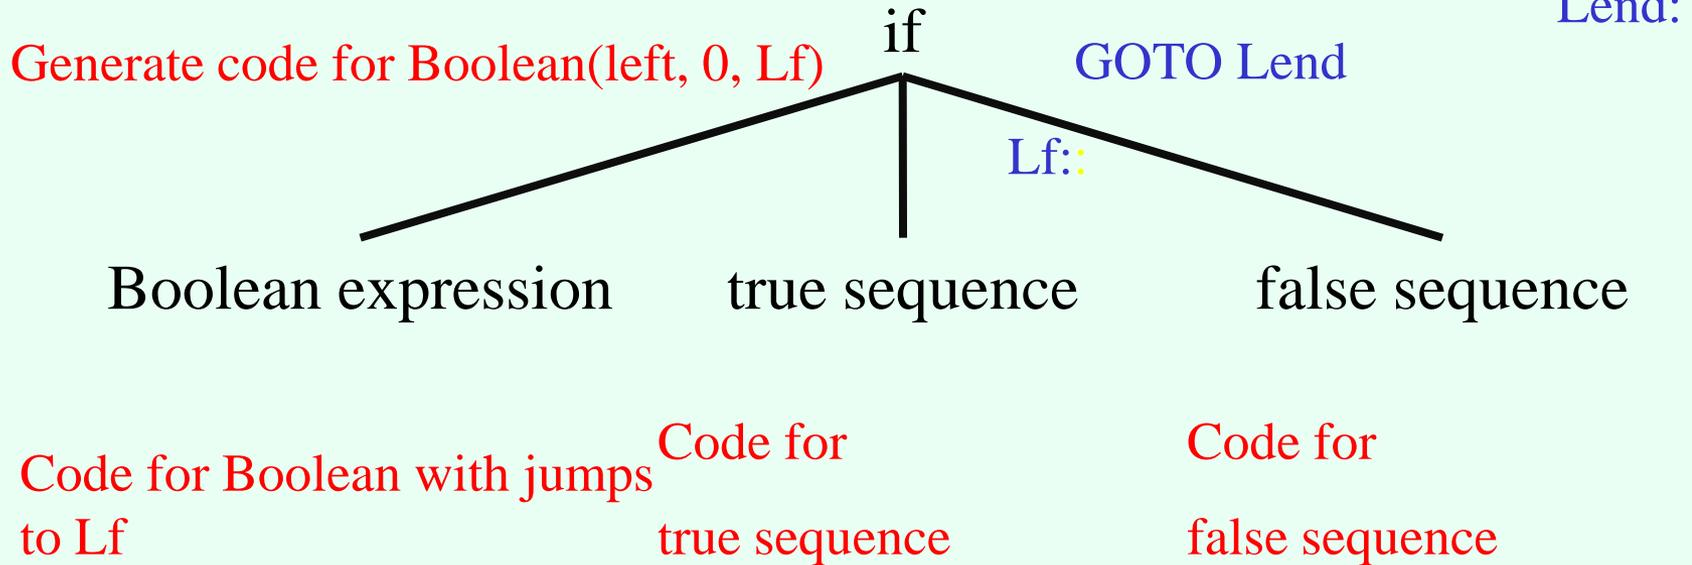 Lend:
if
Generate code for Boolean(left, 0, Lf)
GOTO Lend
Lf::
Boolean expression
true sequence
false sequence
Code for Boolean with jumps
to Lf
Code for
true sequence
Code for
false sequence